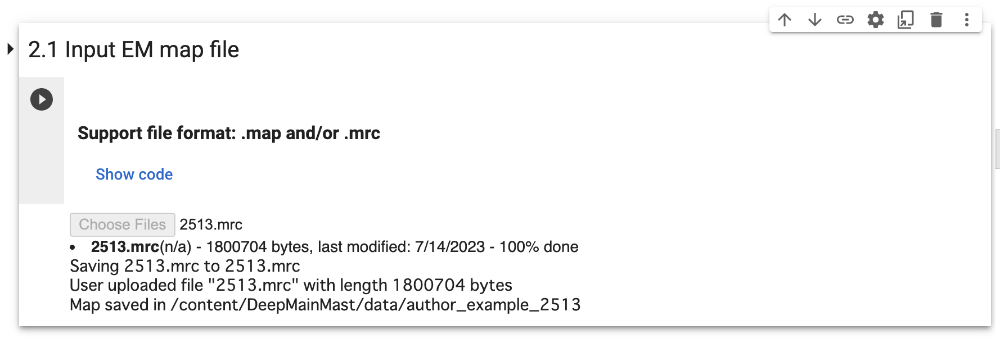 2.1 Input EM map file
Support file format: .map and/or .mrc
Show code
Choose Files 2513.mrc
• 2513.mrc(n/a) - 1800704 bytes, last modified: 7/14/2023 - 100% done
Saving 2513.mrc to 2513.mrc
User uploaded file "2513.mrc" with length 1800704 bytes
Map saved in /content/DeepMainMast/data/author_example_2513